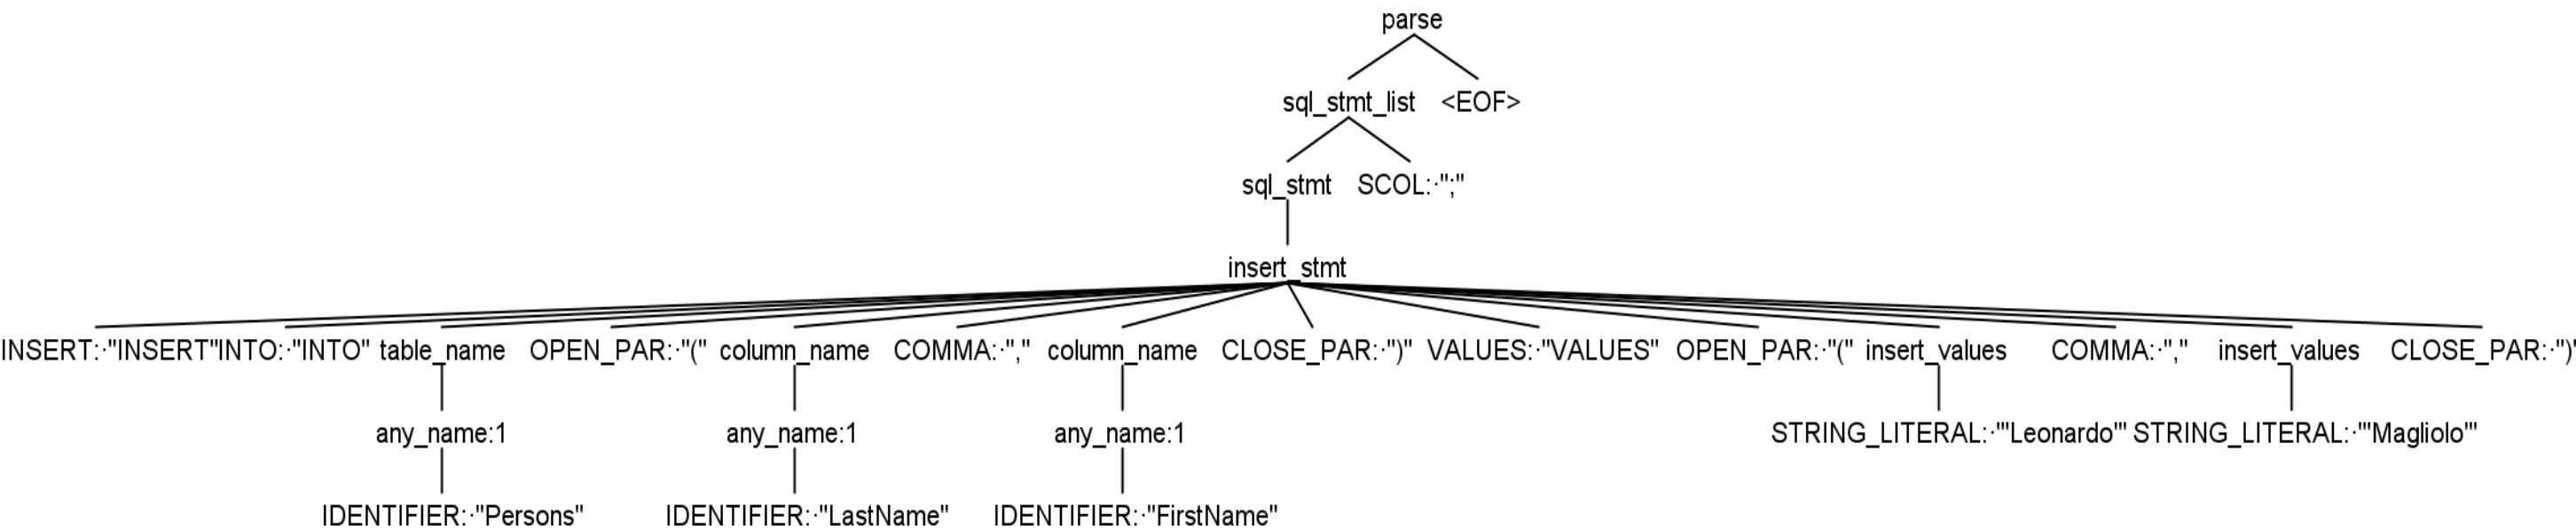 parse
sql_stmt_list <EOF>
sql_stmt SCOL:·";"
insert_stmt
INSERT:·"INSERT"INTO:·"INTO" table_name OPEN_PAR:·"(" column_name COMMA:·"," column_name CLOSE_PAR:·")" VALUES:·"VALUES" OPEN_PAR:·"(" insert_values COMMA:·"," insert_values CLOSE_PAR:·")"
any_name:1 any_name:1 any_name:1 STRING_LITERAL:·"'Leonardo'" STRING_LITERAL:·"'Magliolo'"
IDENTIFIER:·"Persons" IDENTIFIER:·"LastName" IDENTIFIER:·"FirstName"